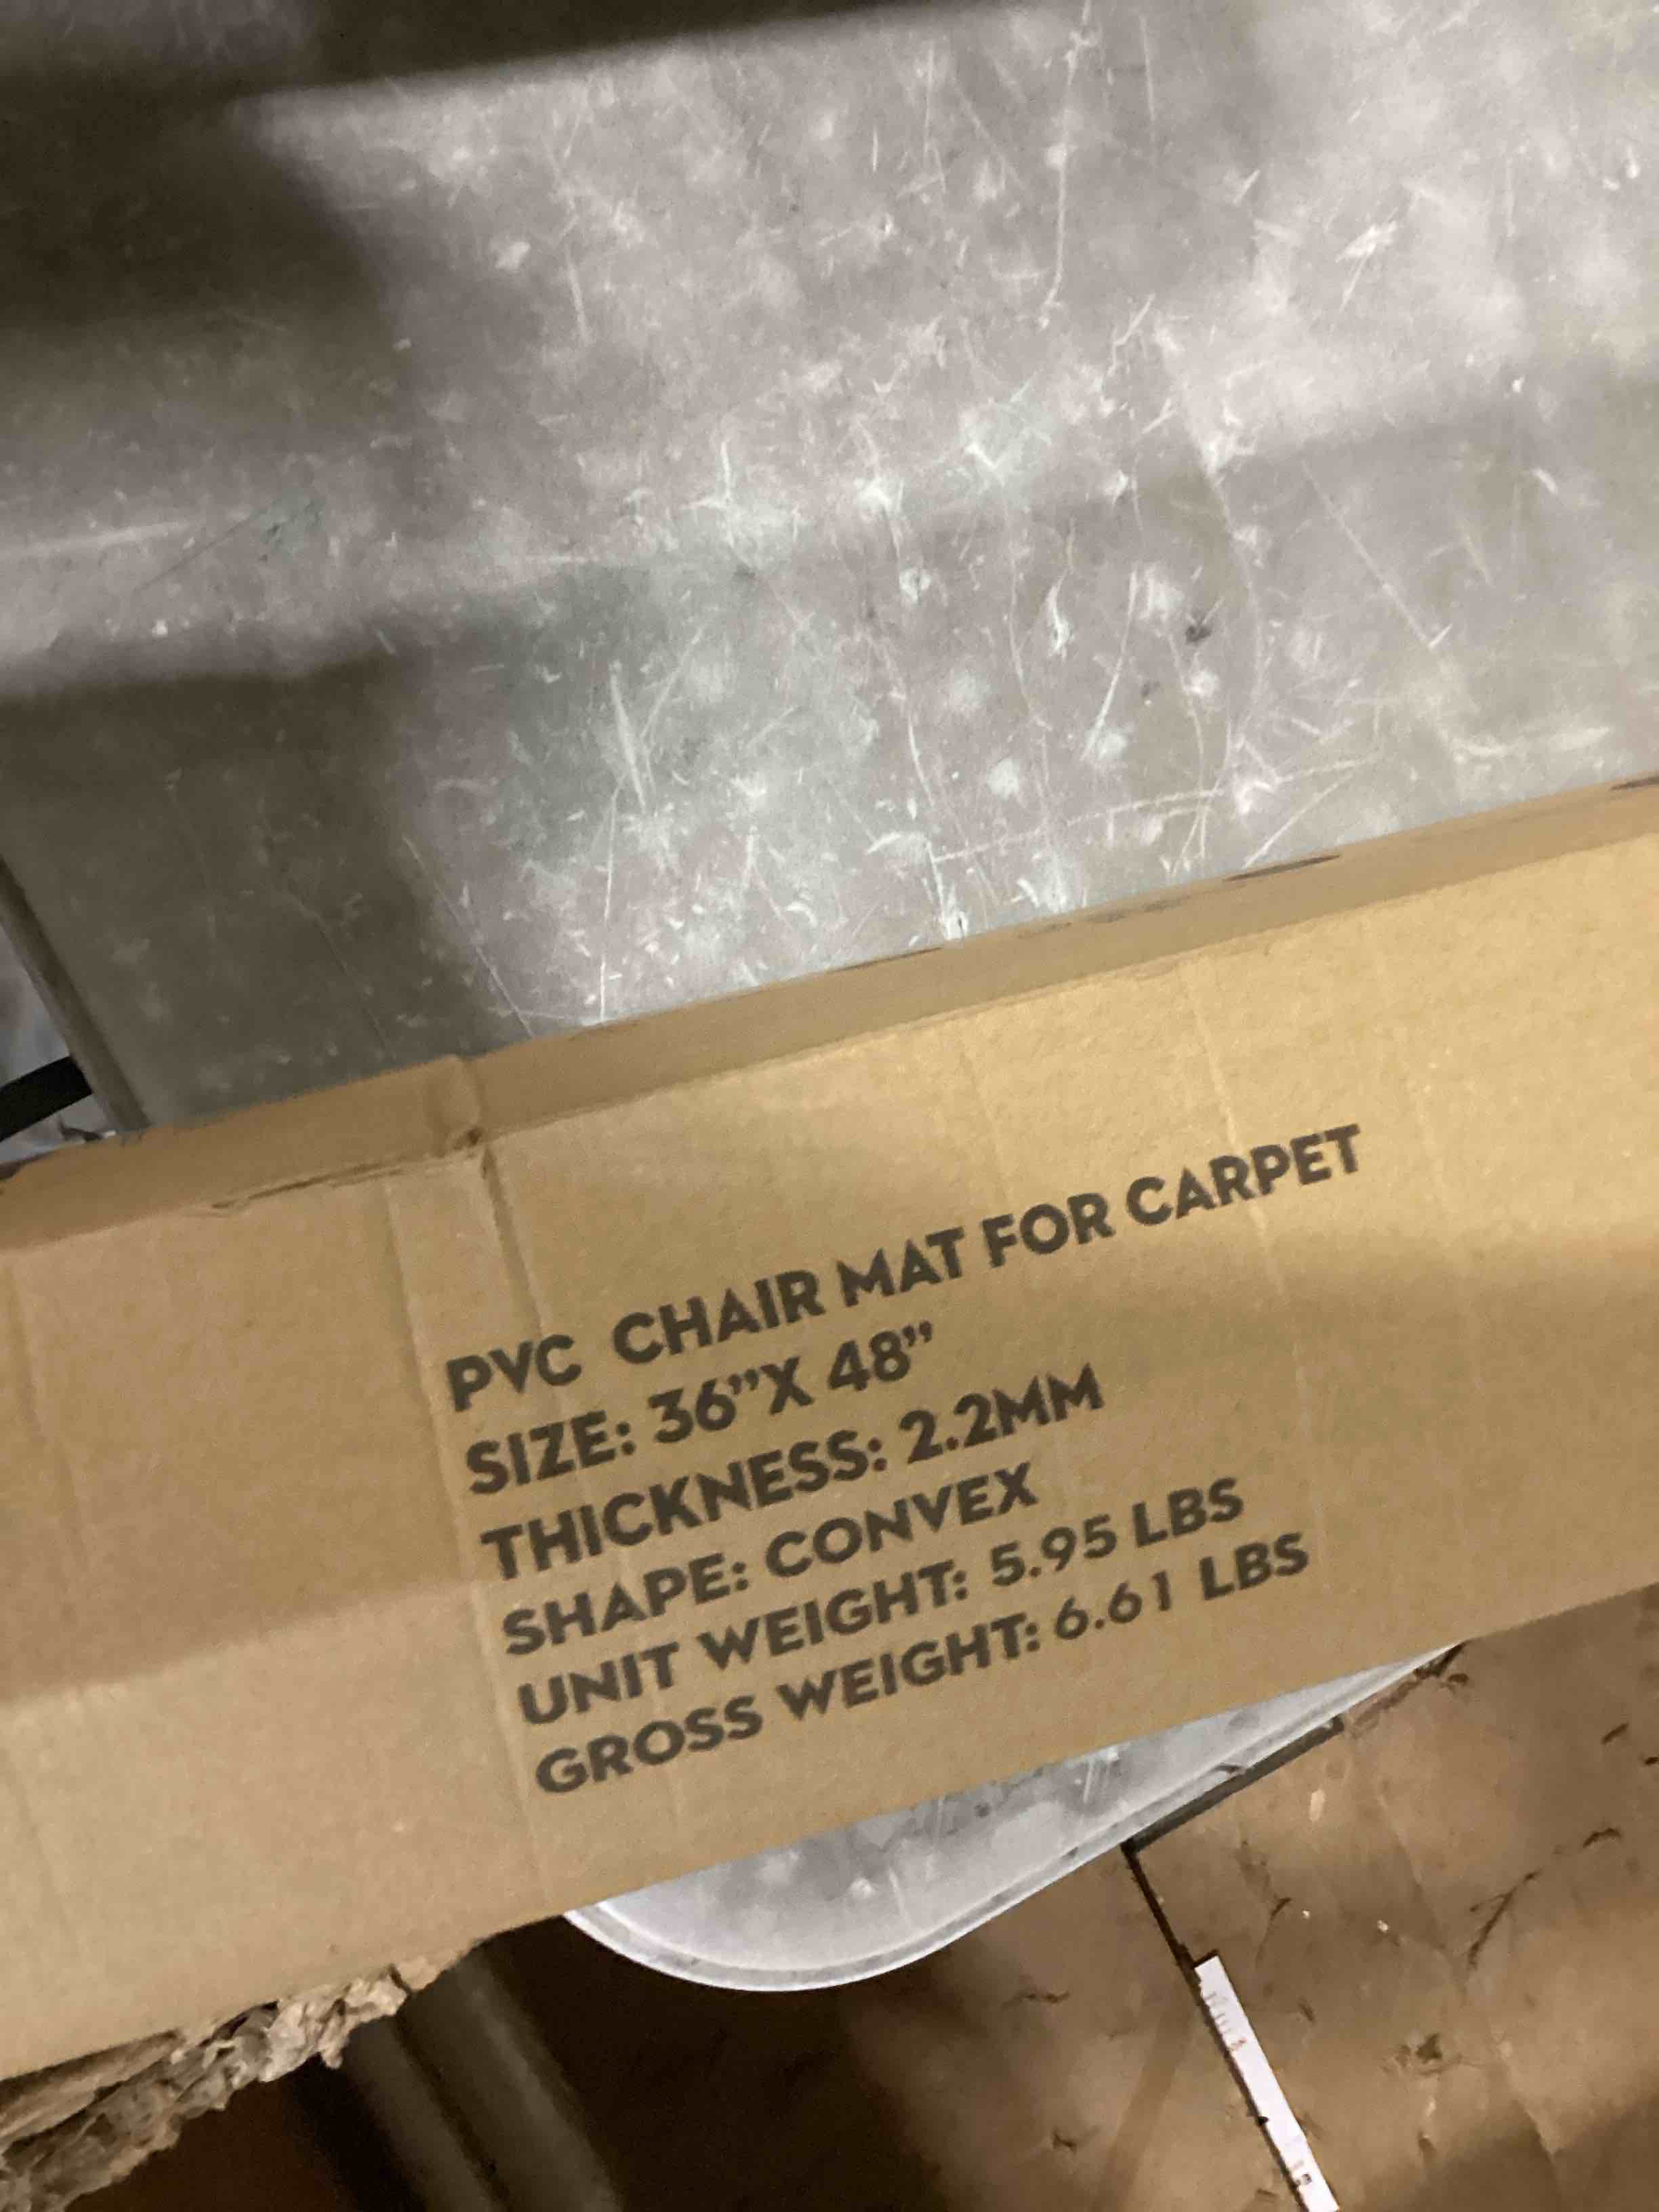 PVC CHAIR MAT FOR CARPET
SIZE: 36”X 48”
THICKNESS: 2.2MM
SHAPE: CONVEX
UNIT WEIGHT: 5.95 LBS
GROSS WEIGHT: 6.61 LBS